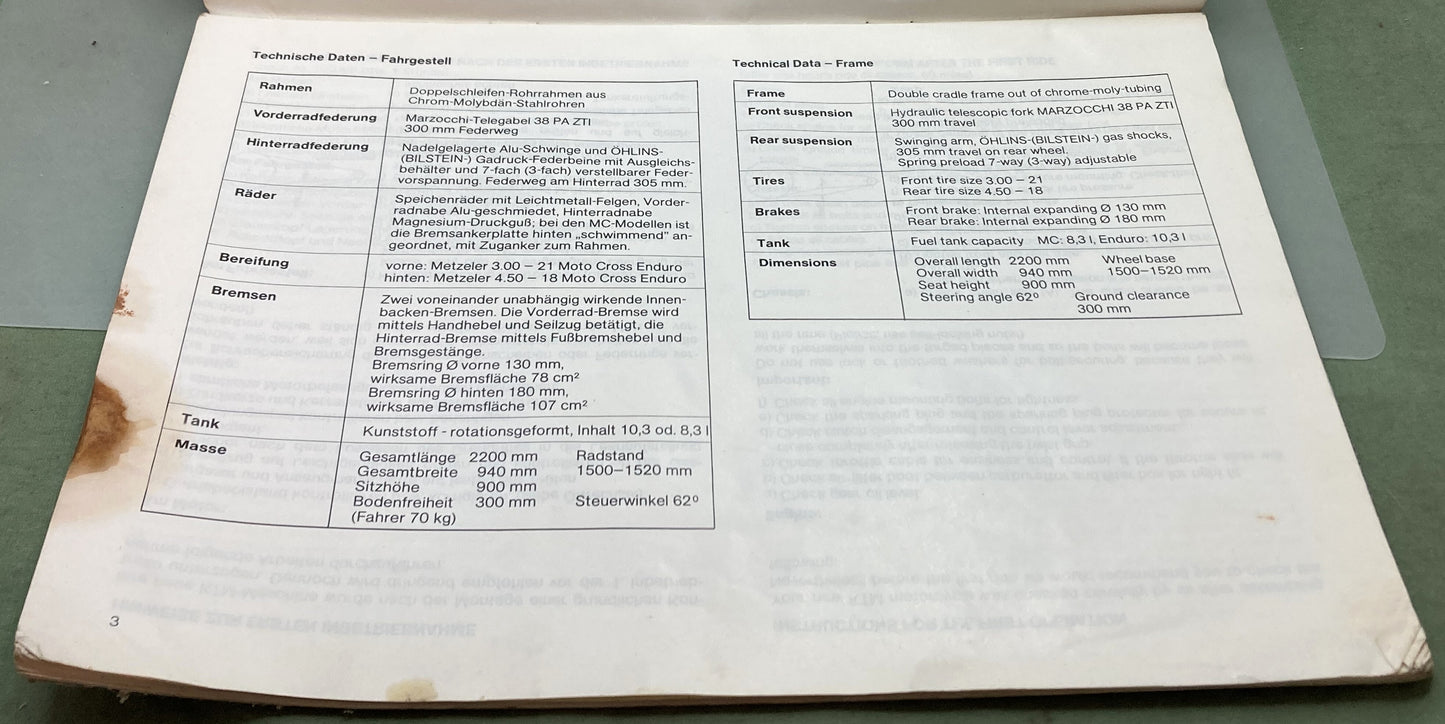 Technische Daten – Fahrgestell
Rahmen
Doppelschleifen-Rohrrahmen aus
Chrom-Molybdän-Stahlrohren
Vorderradfederung
Marzocchi-Telegabel 38 PA ZTI
300 mm Federweg
Hinterradfederung
Nadelgelagerte Alu-Schwinge und ÖHLINS-
(BILSTEIN-) Gadruck-Federbeine mit Ausgleichs-
behälter und 7-fach (3-fach) verstellbarer Feder-
vorspannung. Federweg am Hinterrad 305 mm.
Räder
Speichenräder mit Leichtmetall-Felgen, Vorder-
radnabe Alu-geschmiedet, Hinterradnabe
Magnesium-Druckguß; bei den MC-Modellen ist
die Bremsankerplatte hinten „schwimmend" an-
geordnet, mit Zuganker zum Rahmen.
Bereifung
vorne: Metzeler 3.00 – 21 Moto Cross Enduro
hinten: Metzeler 4.50 – 18 Moto Cross Enduro
Bremsen
Zwei voneinander unabhängig wirkende Innen-
backen-Bremsen. Die Vorderrad-Bremse wird
mittels Handhebel und Seilzug betätigt, die
Hinterrad-Bremse mittels Fußbremshebel und
Bremsgestänge.
Bremsring Ø vorne 130 mm,
wirksame Bremsfläche 78 cm²
Bremsring Ø hinten 180 mm,
wirksame Bremsfläche 107 cm²
Tank
Kunststoff - rotationsgeformt, Inhalt 10,3 od. 8,3 l
Masse
Gesamtlänge 2200 mm Radstand
Gesamtbreite 940 mm 1500–1520 mm
Sitzhöhe 900 mm
Bodenfreiheit 300 mm Steuerwinkel 62º
(Fahrer 70 kg)
3
Technical Data – Frame
Frame
Double cradle frame out of chrome-moly-tubing
Front suspension
Hydraulic telescopic fork MARZOCCHI 38 PA ZTI
300 mm travel
Rear suspension
Swinging arm, ÖHLINS-(BILSTEIN-) gas shocks,
305 mm travel on rear wheel.
Spring preload 7-way (3-way) adjustable
Tires
Front tire size 3.00 – 21
Rear tire size 4.50 – 18
Brakes
Front brake: Internal expanding Ø 130 mm
Rear brake: Internal expanding Ø 180 mm
Tank
Fuel tank capacity MC: 8,3 l, Enduro: 10,3 l
Dimensions
Overall length 2200 mm Wheel base
Overall width 940 mm 1500–1520 mm
Seat height 900 mm
Steering angle 62º Ground clearance
300 mm